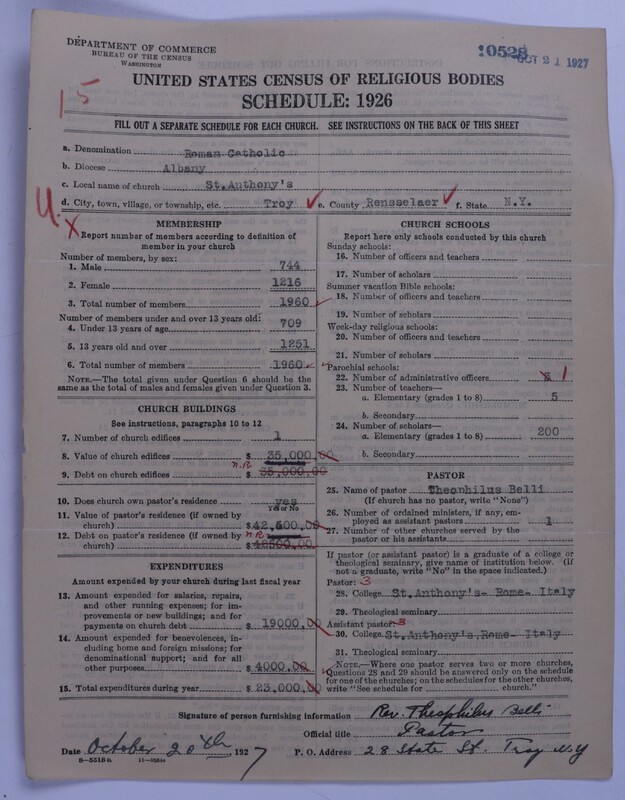 DEPARTMENT OF COMMERCE
BUREAU OF THE CENSUS
WASHINGTON
10528
OCT 21 1927
15
UNITED STATES CENSUS OF RELIGIOUS BODIES
SCHEDULE: 1926
FILL OUT A SEPARATE SCHEDULE FOR EACH CHURCH. SEE INSTRUCTIONS ON THE BACK OF THIS SHEET
a. Denomination Roman Catholic
b. Diocese Albany
c. Local name of church St.Anthony's
d. City, town, village, or township, etc. Troy e. County Rensselaer f. State N.Y.
MEMBERSHIP
Report number of members according to definition of
member in your church
Number of members, by sex:
1. Male 744
2. Female 1216
3. Total number of members 1960
Number of members under and over 13 years old:
4. Under 13 years of age 709
5. 13 years old and over 1251
6. Total number of members 1960
NOTE.—The total given under Question 6 should be
the same as the total of males and females given under Question 3.
CHURCH BUILDINGS
See instructions, paragraphs 10 to 12
7. Number of church edifices 1
8. Value of church edifices $ 35,000.00
n.R
9. Debt on church edifices $ 35,000.00
10. Does church own pastor's residence yes
Yes or No
11. Value of pastor's residence (if owned by
church) $ 42,500.00
12. Debt on pastor's residence (if owned by n.R
church) $ 42500.00
EXPENDITURES
Amount expended by your church during last fiscal year
13. Amount expended for salaries, repairs,
and other running expenses; for im-
provements or new buildings; and for
payments on church debt $ 19000.00
14. Amount expended for benevolences, in-
cluding home and foreign missions; for
denominational support; and for all
other purposes $ 4000.00
15. Total expenditures during year $ 23,000.00
CHURCH SCHOOLS
Report here only schools conducted by this church
Sunday schools:
16. Number of officers and teachers
17. Number of scholars
Summer vacation Bible schools:
18. Number of officers and teachers
19. Number of scholars
Week-day religious schools:
20. Number of officers and teachers
21. Number of scholars
Parochial schools:
22. Number of administrative officers 1
23. Number of teachers—
a. Elementary (grades 1 to 8) 5
b. Secondary
24. Number of scholars—
a. Elementary (grades 1 to 8) 200
b. Secondary
PASTOR
25. Name of pastor Theophilus Belli
(If church has no pastor, write "None")
26. Number of ordained ministers, if any, em-
ployed as assistant pastors 1
27. Number of other churches served by the
pastor or his assistants
If pastor (or assistant pastor) is a graduate of a college or
theological seminary, give name of institution below. (If
not a graduate, write "No" in the space indicated.)
Pastor: 3
28. College St.Anthony's- Rome- Italy
29. Theological seminary
Assistant pastor: 3
30. College St.Anthony's,Rome- Italy
31. Theological seminary
NOTE.—Where one pastor serves two or more churches,
Questions 28 and 29 should be answered only on the schedule
for one of the churches; on the schedules for the other churches,
write "See schedule for church."
Signature of person furnishing information Rev. Theophilus Belli
Official title Pastor
Date October 20th, 1927 P. O. Address 28 State St. Troy N.Y
8-5518 a